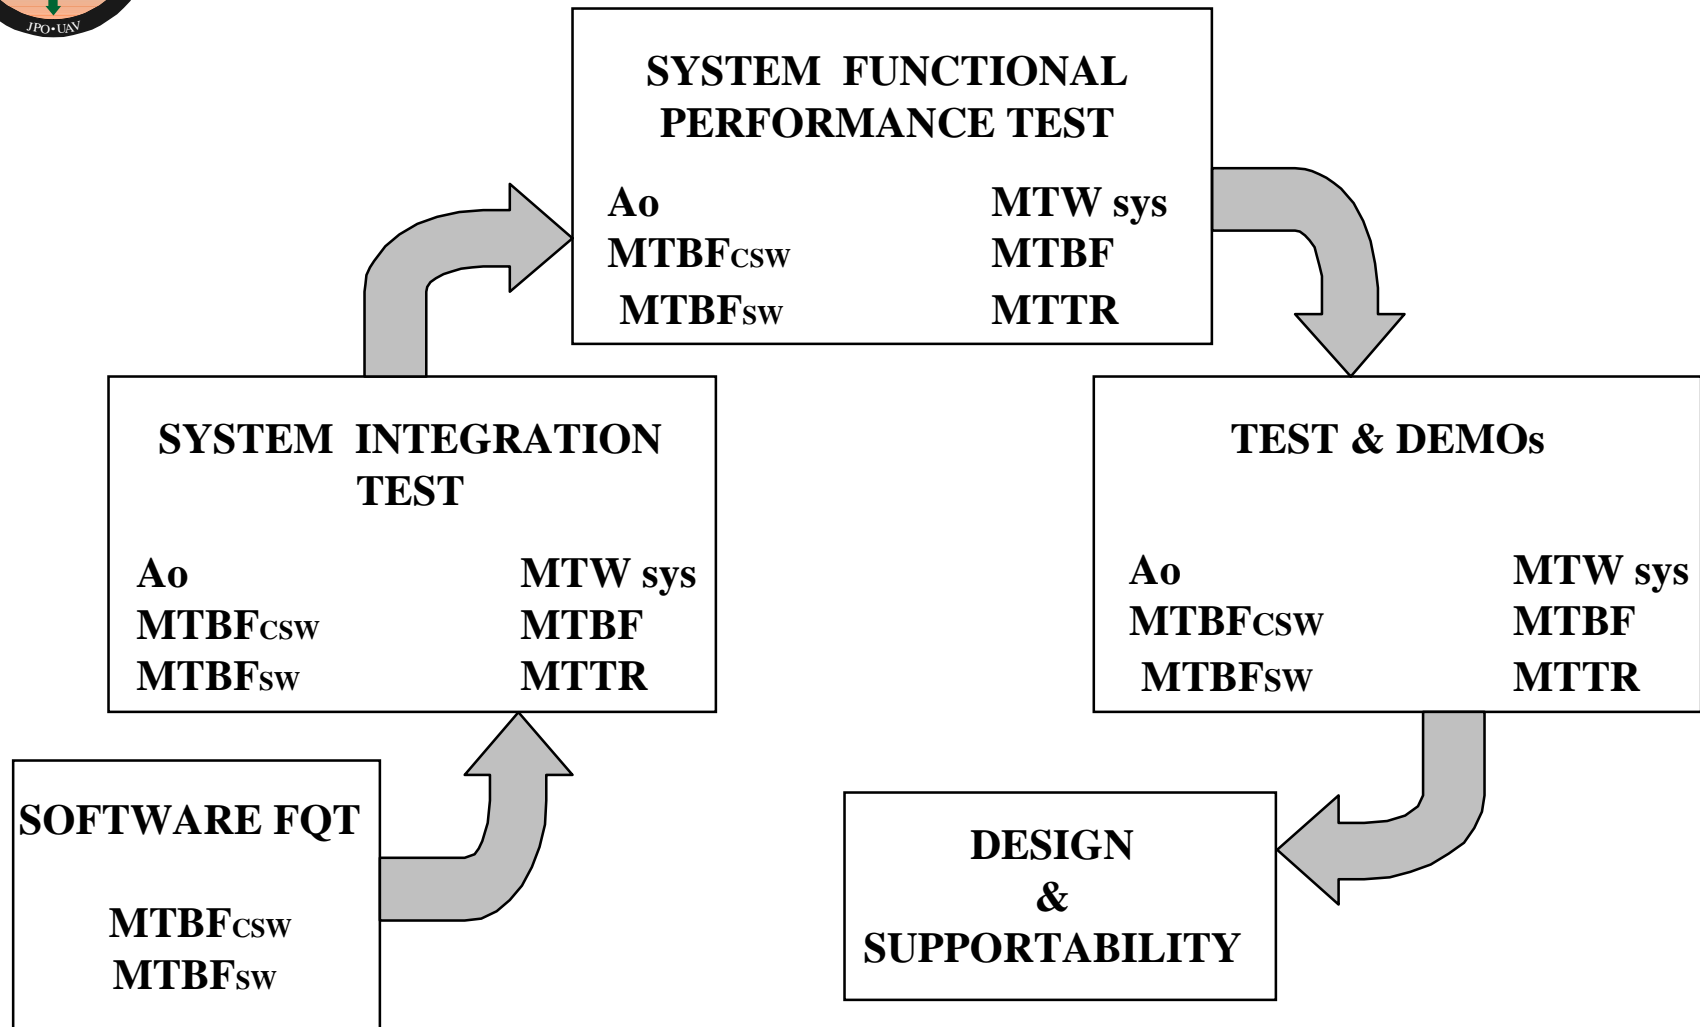 JPO•UAV
SYSTEM FUNCTIONAL
PERFORMANCE TEST
Ao MTW sys
MTBFCSW MTBF
MTBFSW MTTR
SYSTEM INTEGRATION
TEST
Ao MTW sys
MTBFCSW MTBF
MTBFSW MTTR
TEST & DEMOs
Ao MTW sys
MTBFCSW MTBF
MTBFSW MTTR
SOFTWARE FQT
MTBFCSW
MTBFSW
DESIGN
&
SUPPORTABILITY